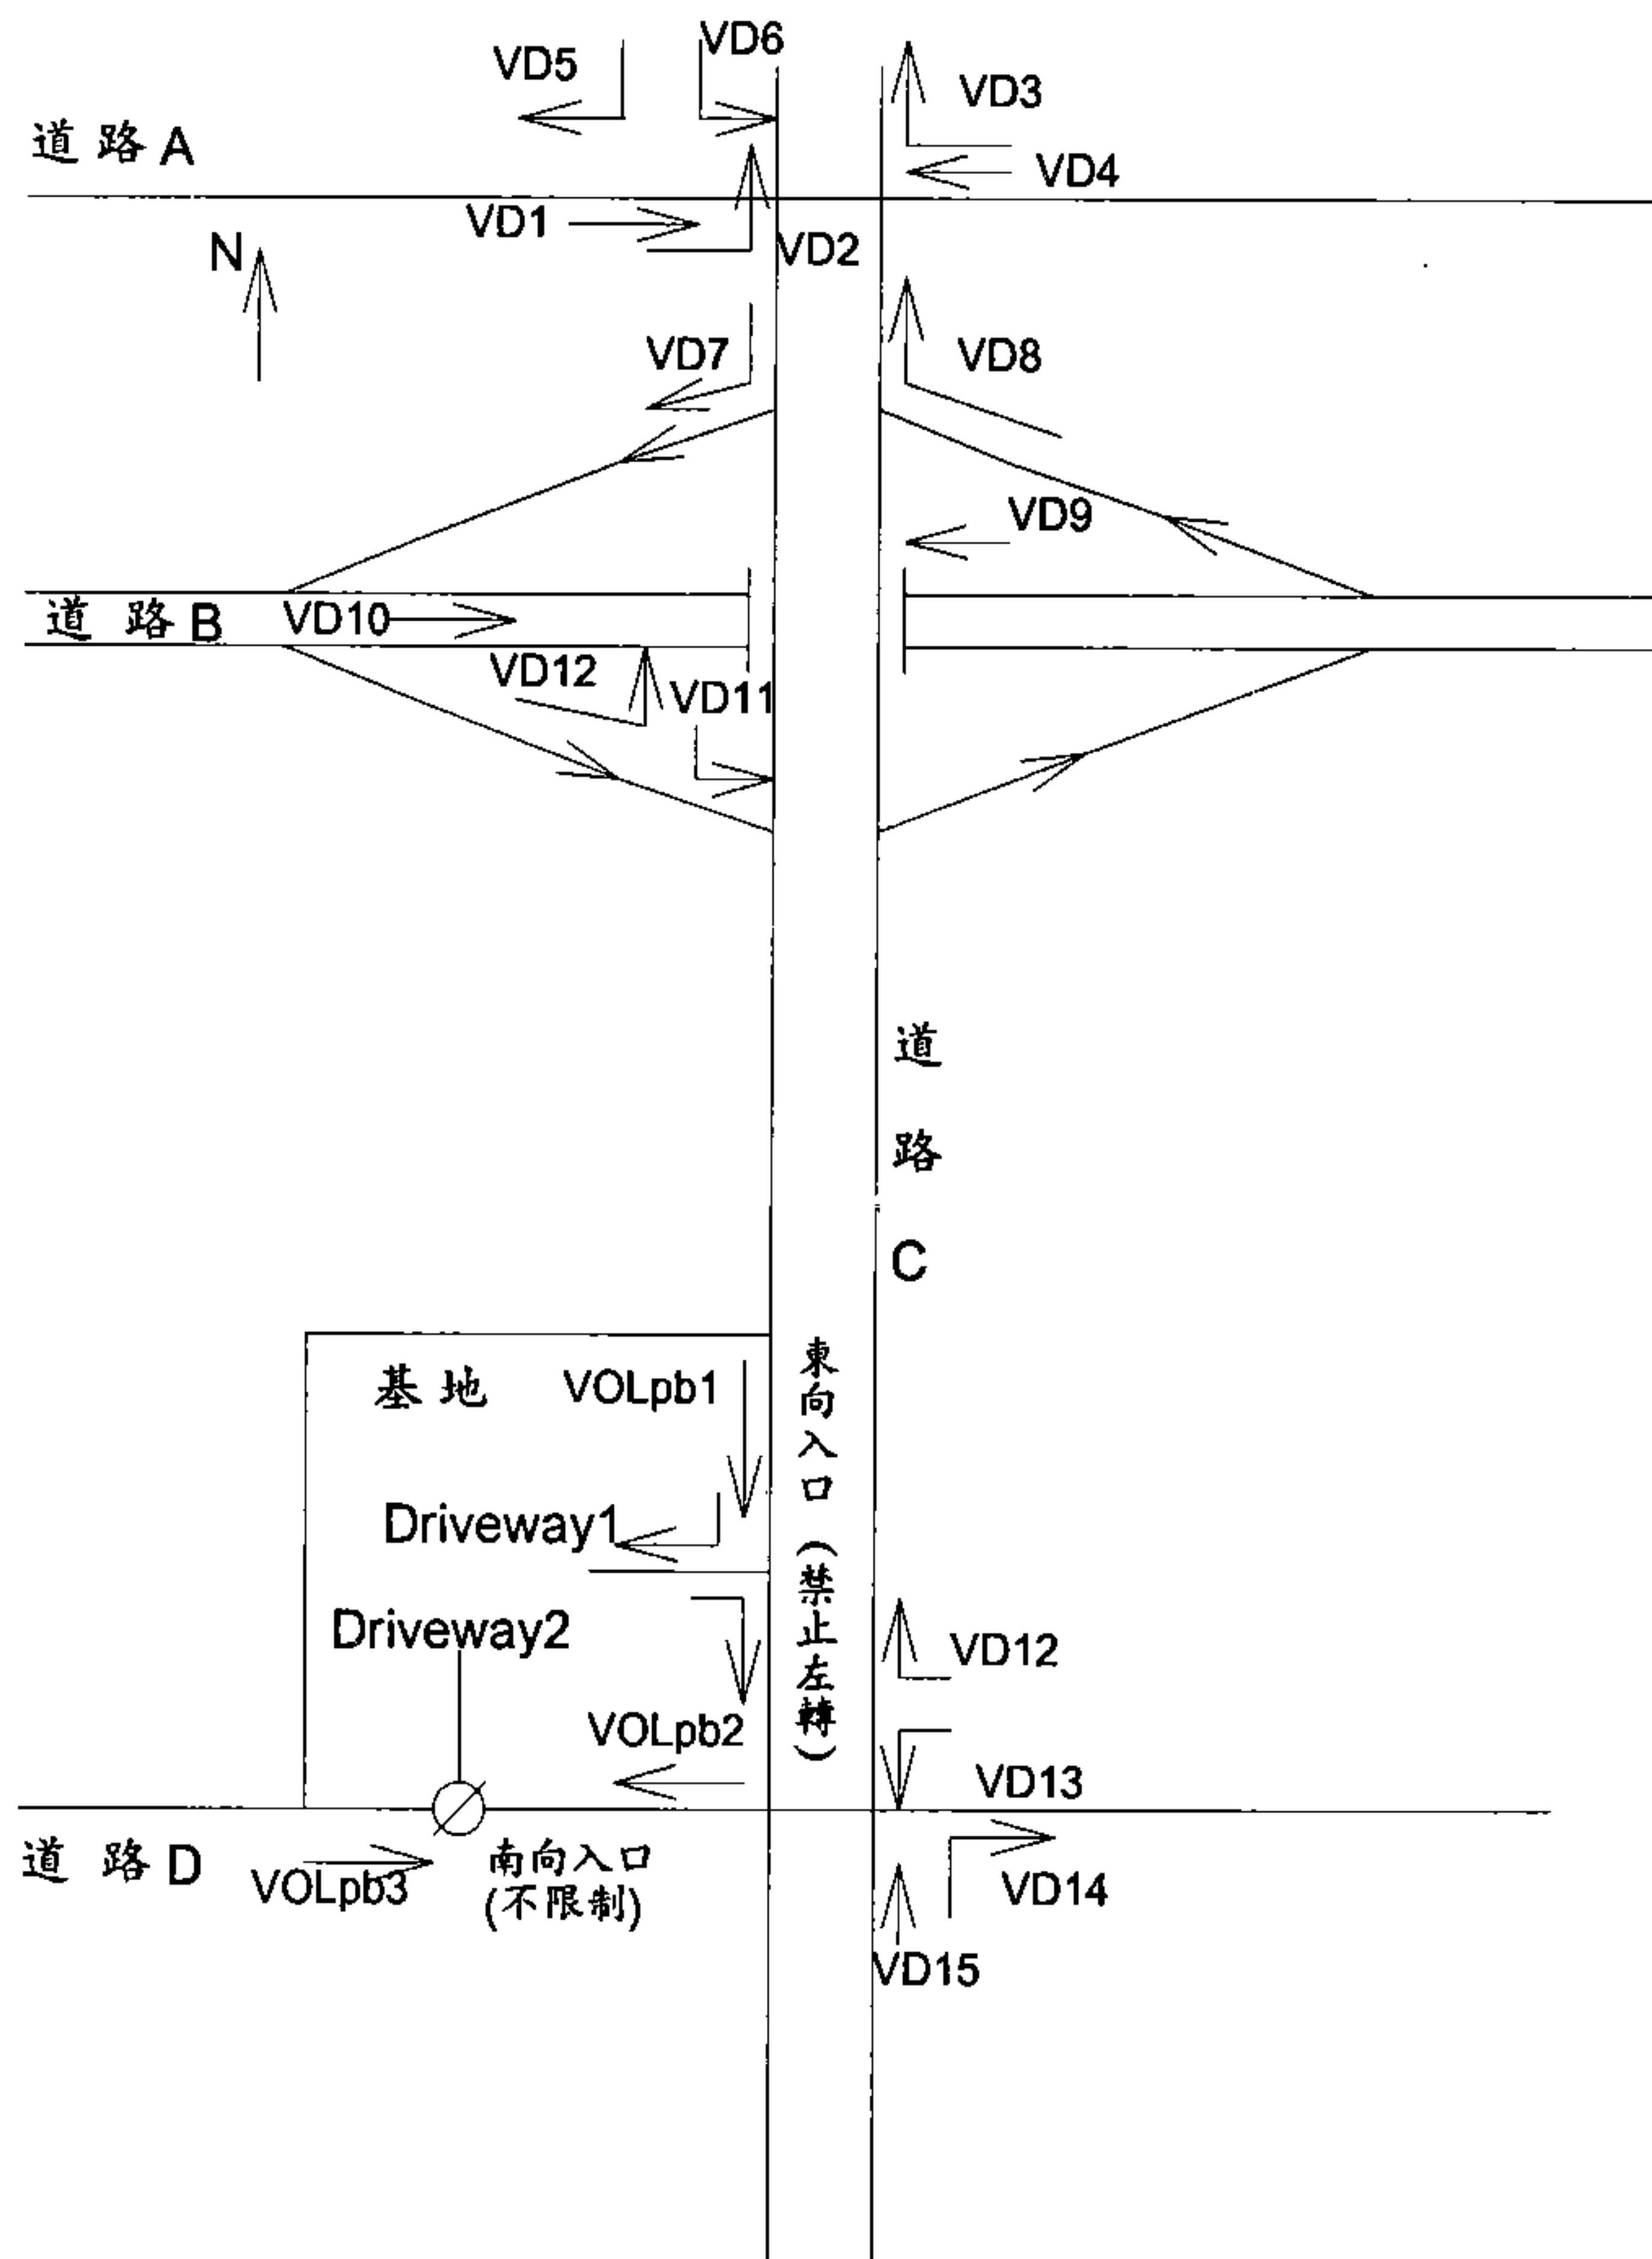 VD6
VD5
VD3
道路A
VD4
VD1
VD2
N
VD7
VD8
VD9
道路B
VD10
VD12
VD11
道路C
東向入口(禁止左轉)
基地
VOLpb1
Driveway1
Driveway2
VD12
VOLpb2
VD13
道路D
VOLpb3
南向入口
(不限制)
VD14
VD15